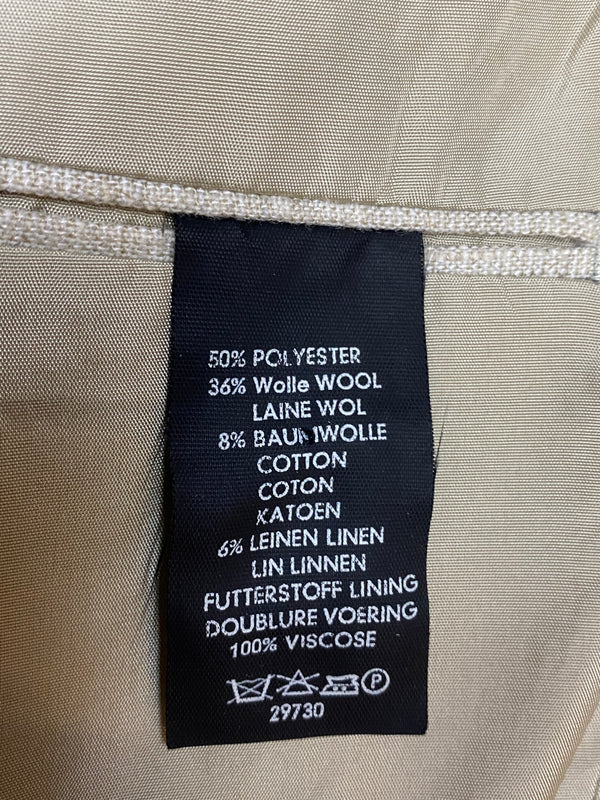 50% POLYESTER
36% Wolle WOOL
LAINE WOL
8% BAUMWOLLE
COTTON
COTON
KATOEN
6% LEINEN LINEN
LIN LINNEN
FUTTERSTOFF LINING
DOUBLURE VOERING
100% VISCOSE
P
29730